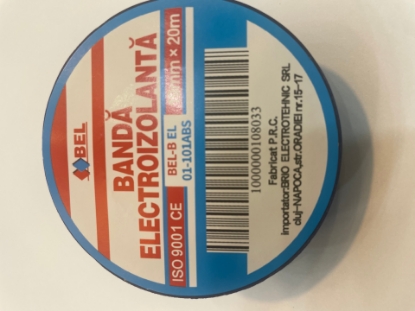 BEL
BANDĂ
ELECTROIZOLANTĂ
ISO 9001 CE
BEL-B EL
01-101ABS
mm × 20m
1000000108033
Fabricat P.R.C.
Importator:BRIO ELECTROTEHNIC SRL
cluj-NAPOCA,str.ORADIEI nr.15-17